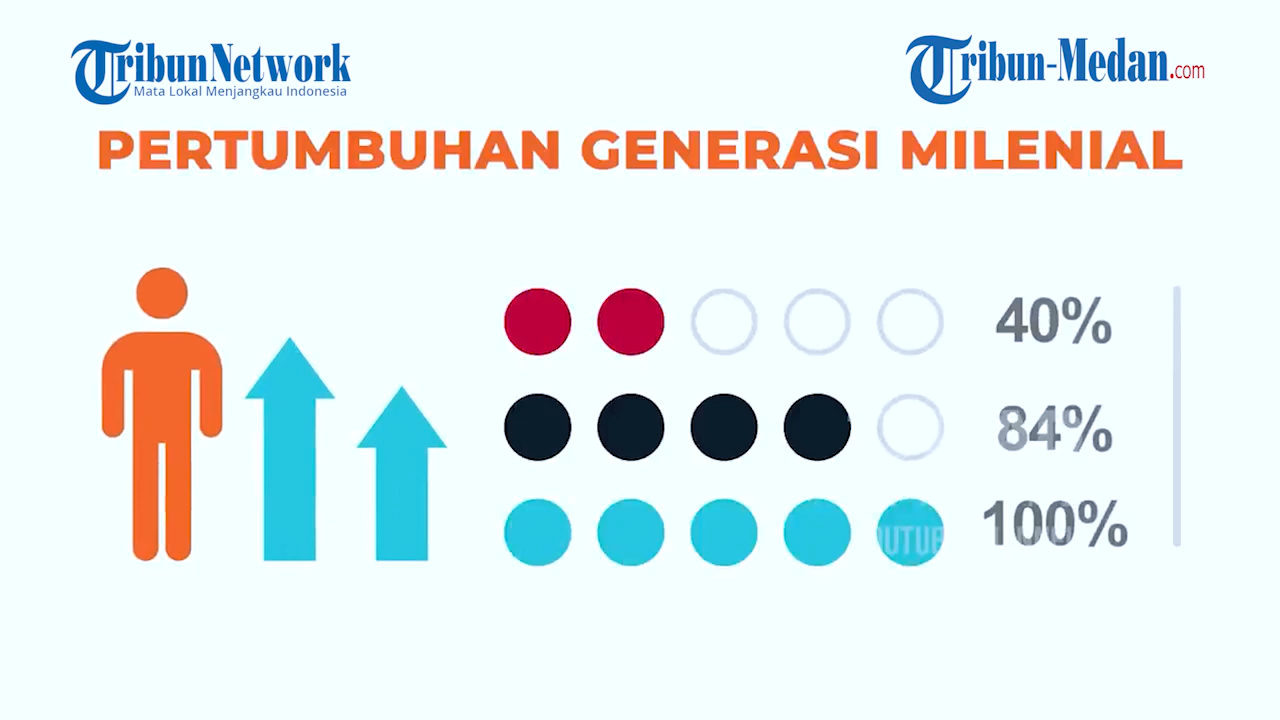 TribunNetwork
Mata Lokal Menjangkau Indonesia
Tribun-Medan.com
PERTUMBUHAN GENERASI MILENIAL
40%
84%
100%